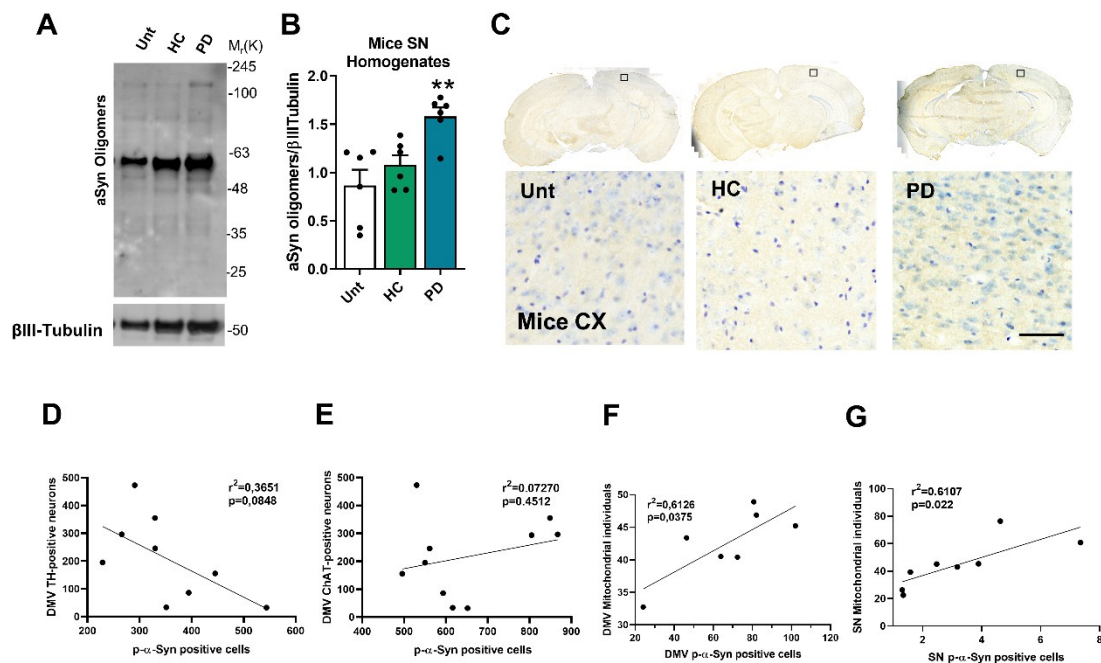 A
Unt
HC
PD
Mr(K)
-245
-100
-63
-48
-35
-25
aSyn Oligomers
βIII-Tubulin
-50
B
Mice SN
Homogenates
**
2.0
1.5
1.0
0.5
0.0
aSyn oligomers/βIIITubulin
Unt
HC
PD
C
Unt
HC
PD
Mice CX
D
r²=0,3651
p=0,0848
500
400
300
200
100
0
DMV TH-positive neurons
200 300 400 500 600
p-α-Syn positive cells
E
r²=0.07270
p=0.4512
500
400
300
200
100
0
DMV ChAT-positive neurons
400 500 600 700 800 900
p-α-Syn positive cells
F
r²=0,6126
p=0,0375
50
45
40
35
30
DMV Mitochondrial individuals
20 40 60 80 100 120
DMV p-α-Syn positive cells
G
r²=0.6107
p=0.022
100
80
60
40
20
0
SN Mitochondrial individuals
2 4 6 8
SN p-α-Syn positive cells